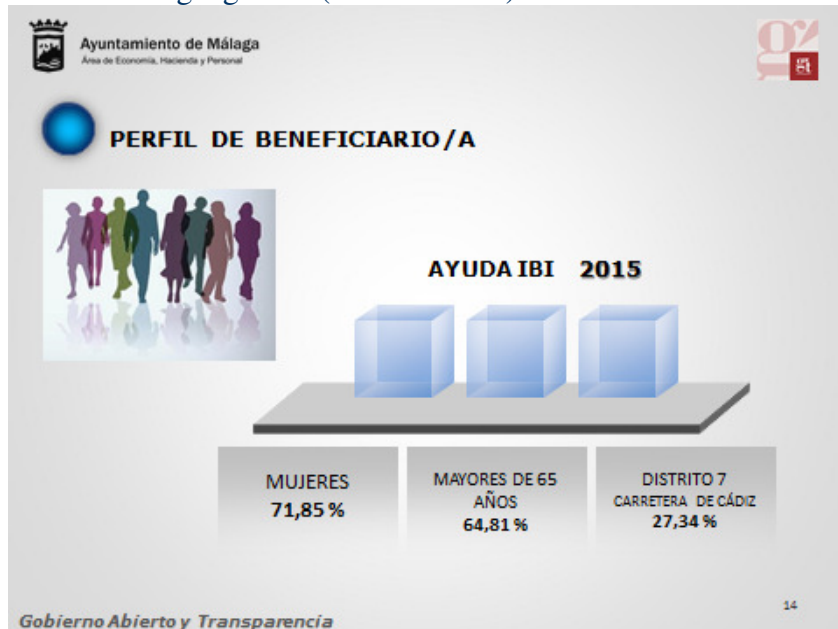 Ayuntamiento de Málaga
Área de Economía, Hacienda y Personal
gt
PERFIL DE BENEFICIARIO/A
AYUDA IBI 2015
MUJERES
71,85 %
MAYORES DE 65
AÑOS
64,81 %
DISTRITO 7
CARRETERA DE CÁDIZ
27,34 %
14
Gobierno Abierto y Transparencia